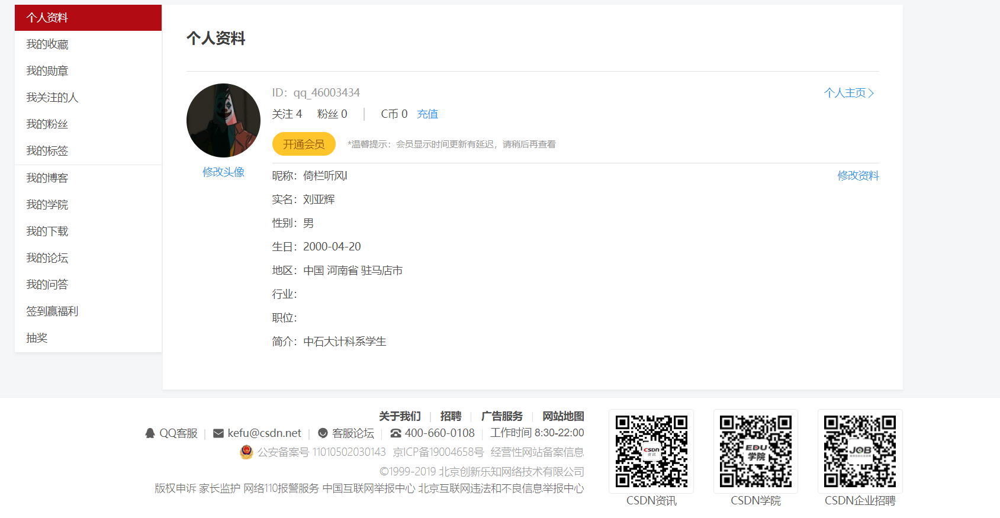 个人资料
我的收藏
我的勋章
我关注的人
我的粉丝
我的标签
我的博客
我的学院
我的下载
我的论坛
我的问答
签到赢福利
抽奖
个人资料
ID：qq_46003434
个人主页
关注 4 粉丝 0 | C币 0 充值
开通会员 *温馨提示：会员显示时间更新有延迟，请稍后再查看
修改头像
昵称：倚栏听风l 修改资料
实名：刘亚辉
性别：男
生日：2000-04-20
地区：中国 河南省 驻马店市
行业：
职位：
简介：中石大计科系学生
关于我们 | 招聘 | 广告服务 | 网站地图
QQ客服 | kefu@csdn.net | 客服论坛 | 400-660-0108 | 工作时间 8:30-22:00
公安备案号 11010502030143 京ICP备19004658号 经营性网站备案信息
©1999-2019 北京创新乐知网络技术有限公司
版权申诉 家长监护 网络110报警服务 中国互联网举报中心 北京互联网违法和不良信息举报中心
CSDN
资讯
CSDN资讯
EDU
学院
CSDN学院
JOB
CSDN企业招聘